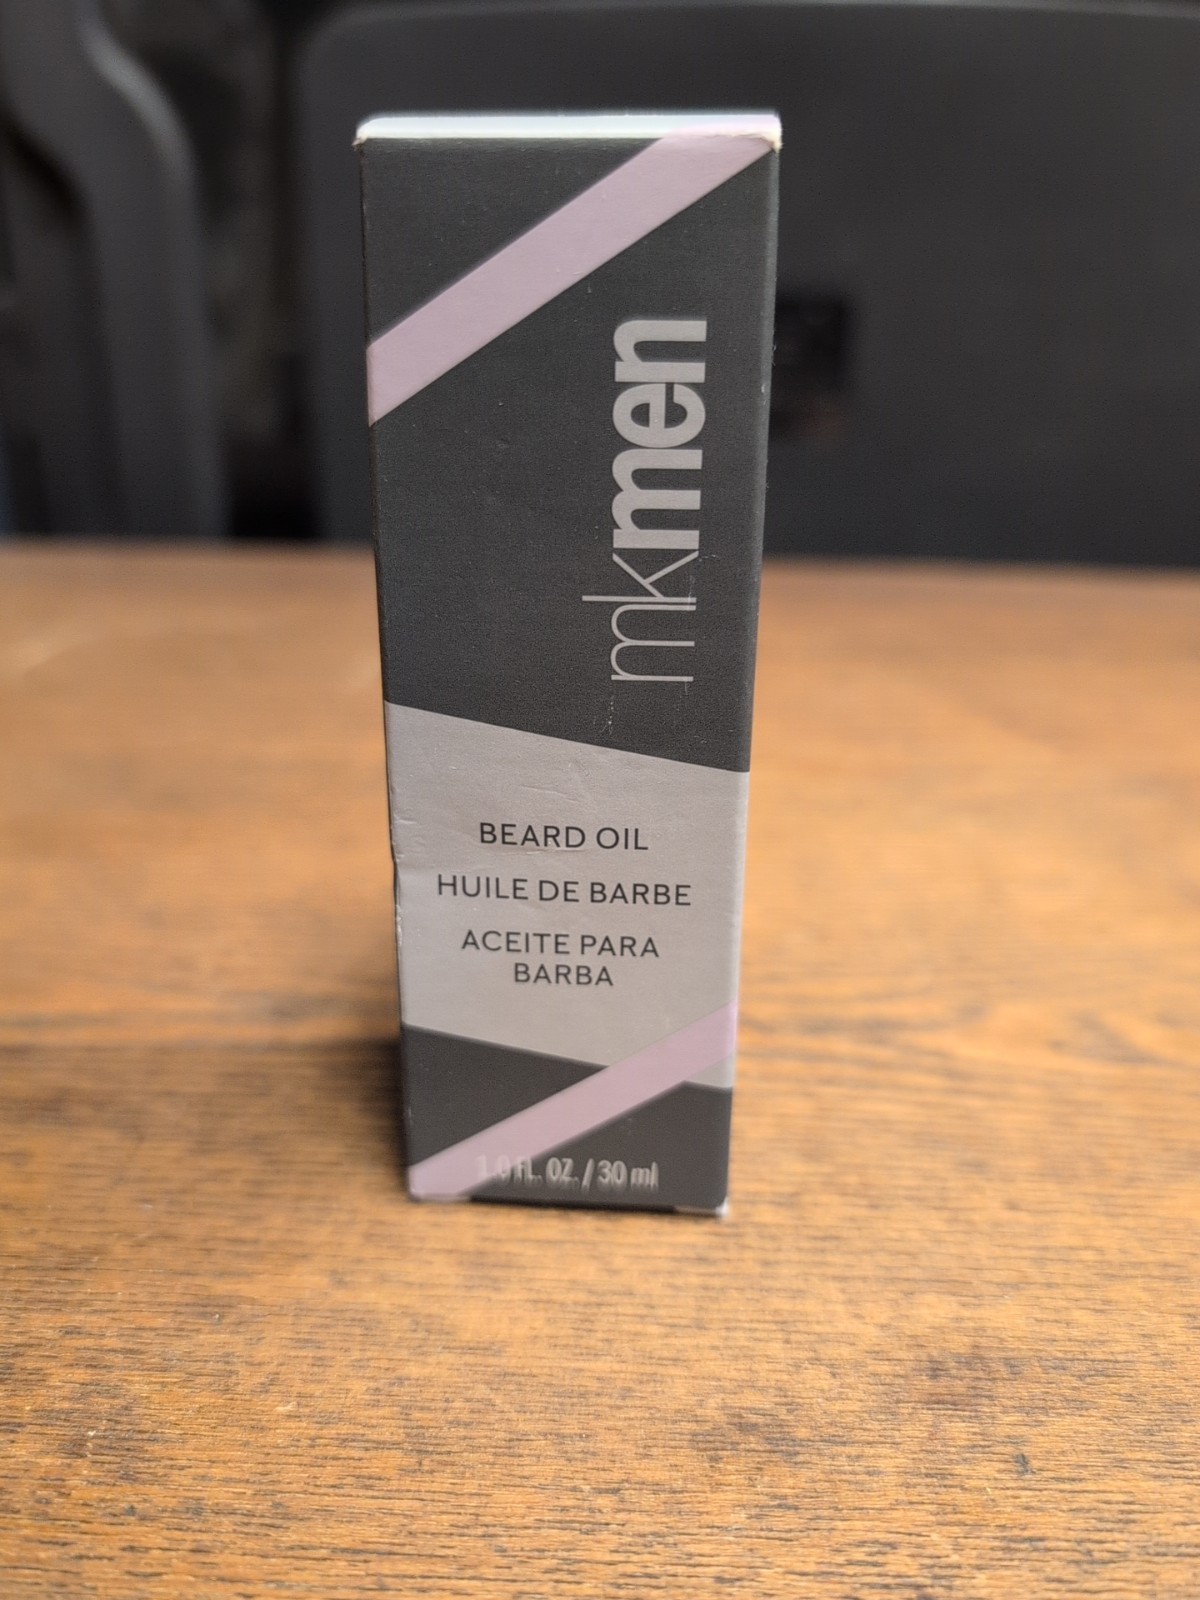 mkmen
BEARD OIL
HUILE DE BARBE
ACEITE PARA
BARBA
1.0 FL. OZ. / 30 ml